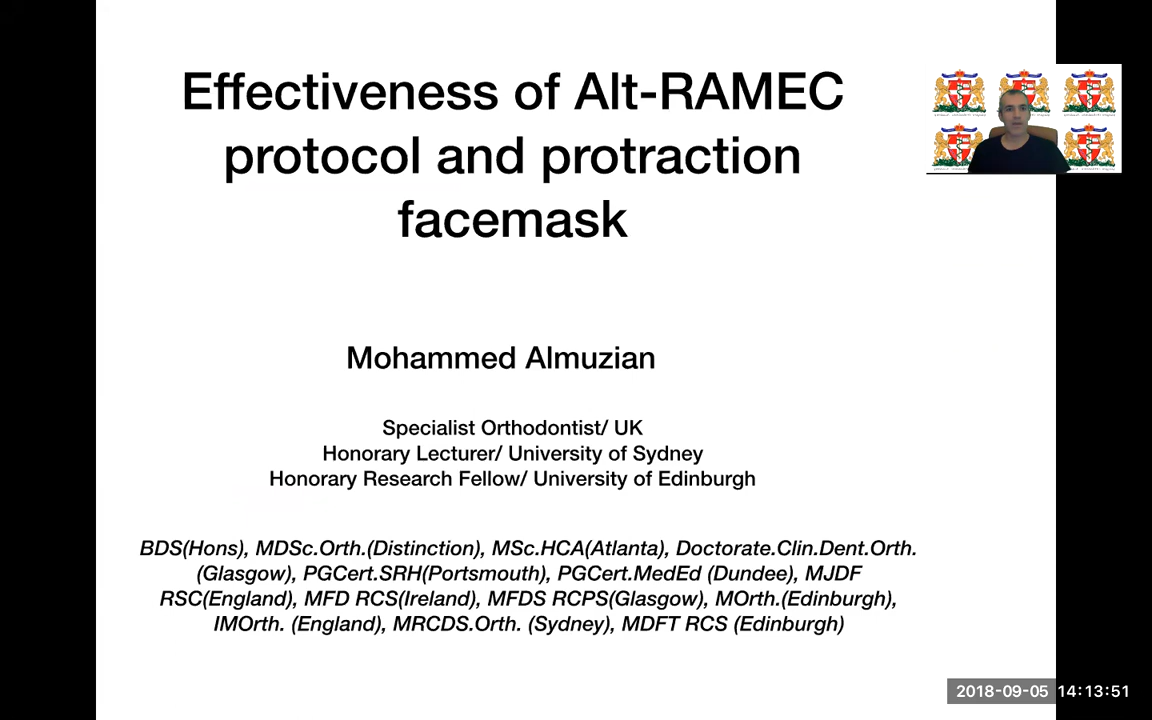 Effectiveness of Alt-RAMEC
protocol and protraction
facemask
Mohammed Almuzian
Specialist Orthodontist/ UK
Honorary Lecturer/ University of Sydney
Honorary Research Fellow/ University of Edinburgh
BDS(Hons), MDSc.Orth.(Distinction), MSc.HCA(Atlanta), Doctorate.Clin.Dent.Orth.
(Glasgow), PGCert.SRH(Portsmouth), PGCert.MedEd (Dundee), MJDF
RSC(England), MFD RCS(Ireland), MFDS RCPS(Glasgow), MOrth.(Edinburgh),
IMOrth. (England), MRCDS.Orth. (Sydney), MDFT RCS (Edinburgh)
2018-09-05 14:13:51